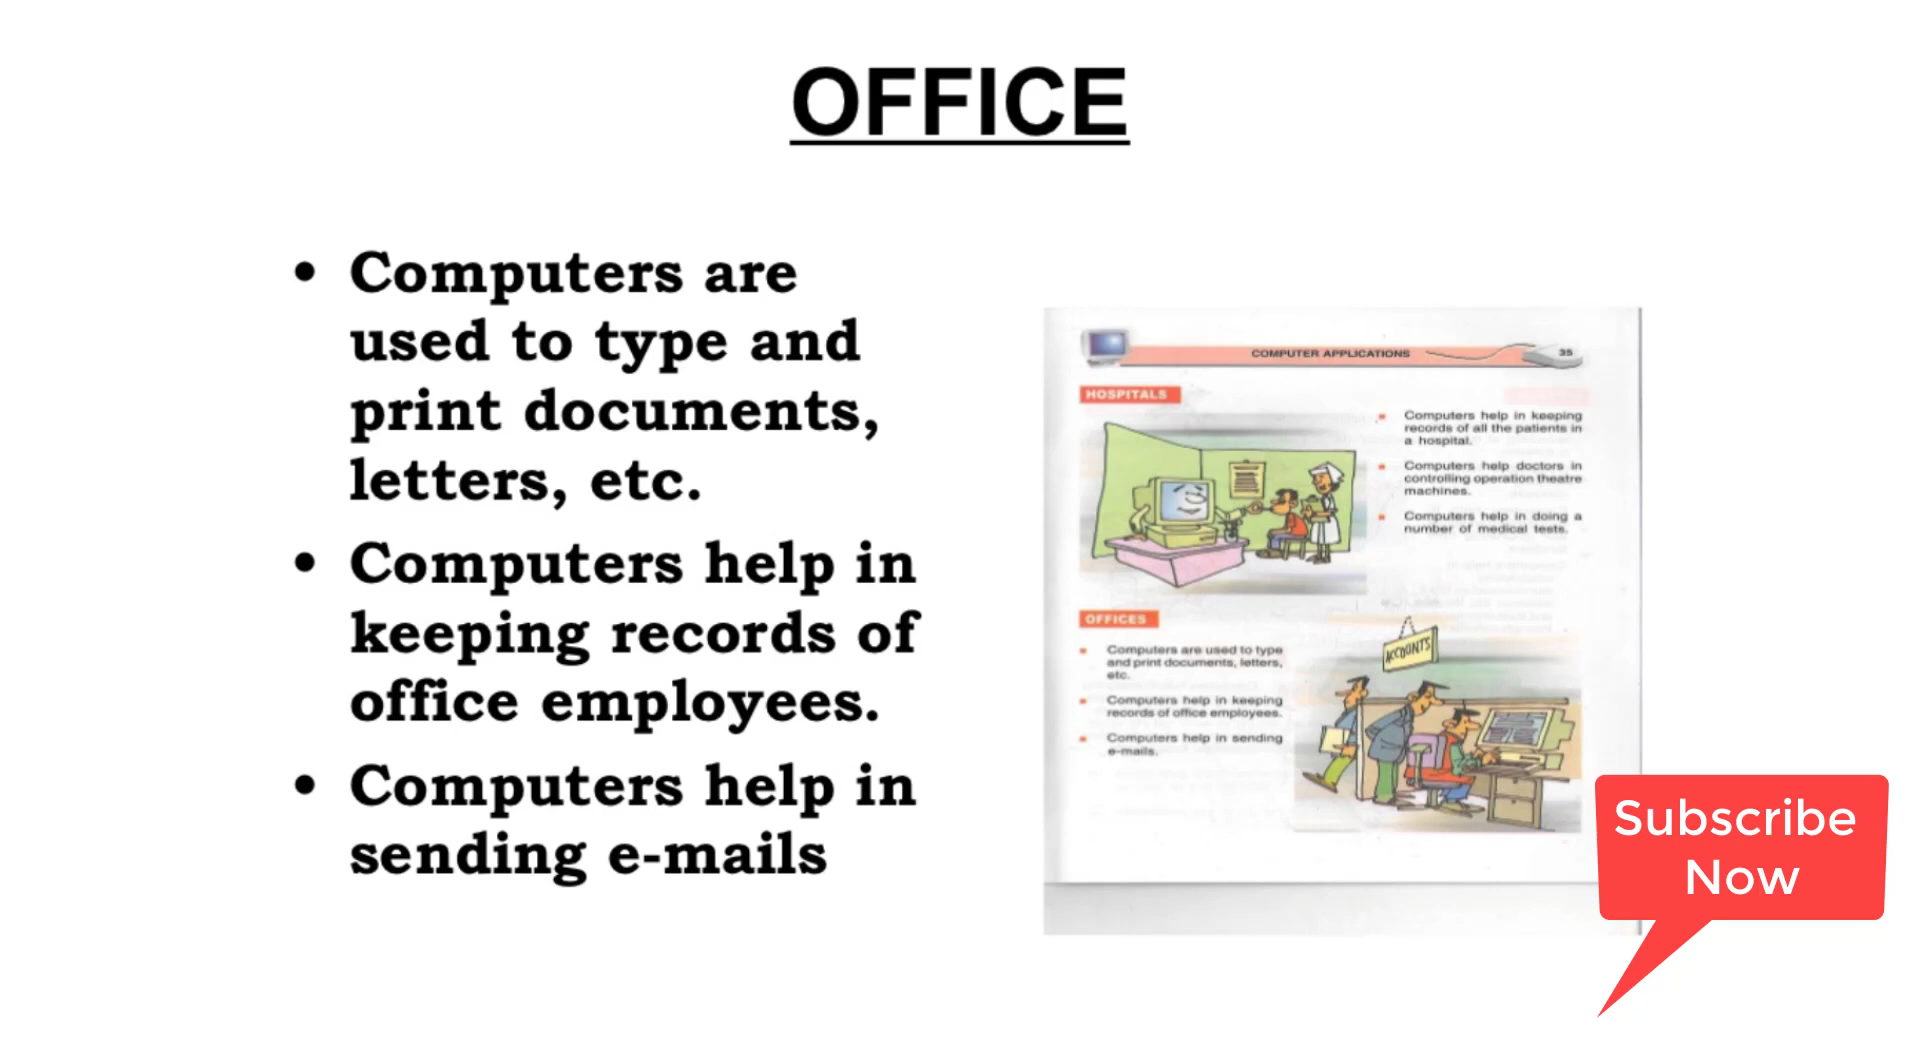 OFFICE
• Computers are
used to type and
print documents,
letters, etc.
• Computers help in
keeping records of
office employees.
• Computers help in
sending e-mails
COMPUTER APPLICATIONS
35
HOSPITALS
Computers help in keeping
records of all the patients in
a hospital.
Computers help doctors in
controlling operation theatre
machines.
Computers help in doing a
number of medical tests.
OFFICES
Computers are used to type
and print documents, letters,
etc.
Computers help in keeping
records of office employees.
Computers help in sending
e-mails.
ACCOUNTS
Subscribe
Now